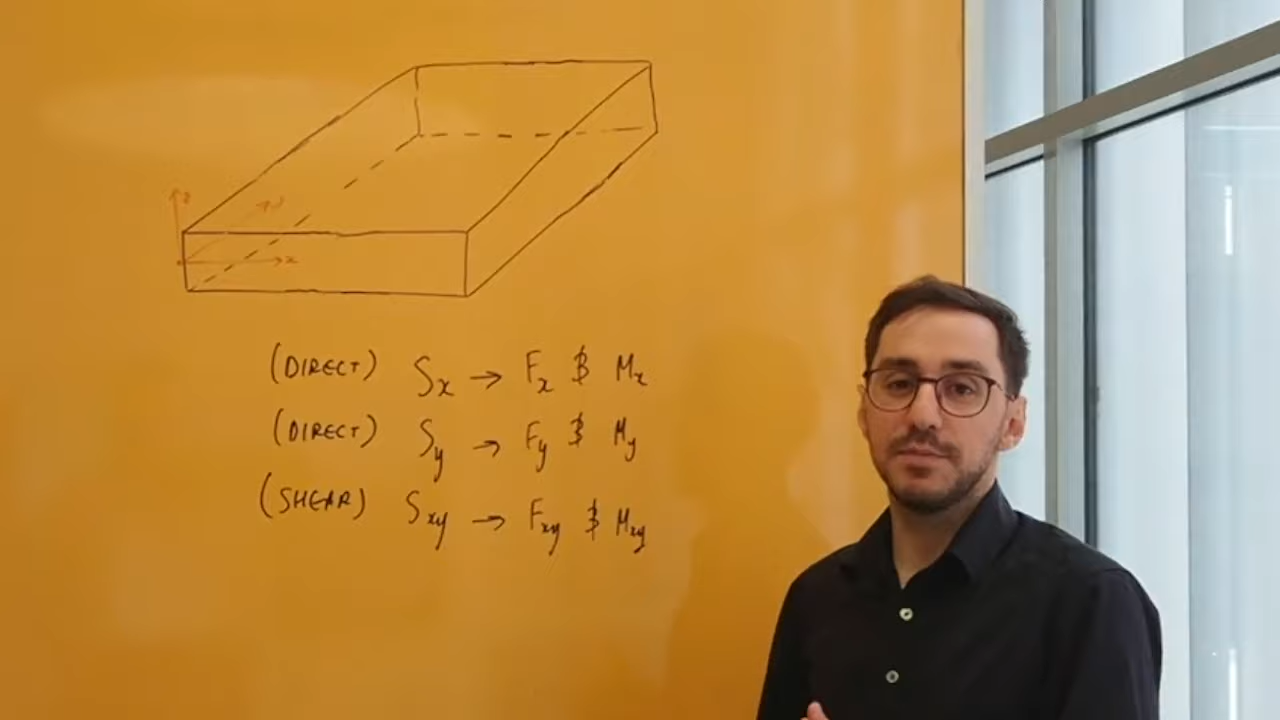 z
y
x
(DIRECT) Sx → Fx & Mx
(DIRECT) Sy → Fy & My
(SHEAR) Sxy → Fxy & Mxy